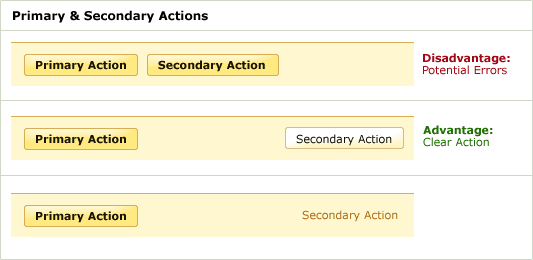 Primary & Secondary Actions
Primary Action Secondary Action Disadvantage:
Potential Errors
Primary Action Secondary Action Advantage:
Clear Action
Primary Action Secondary Action